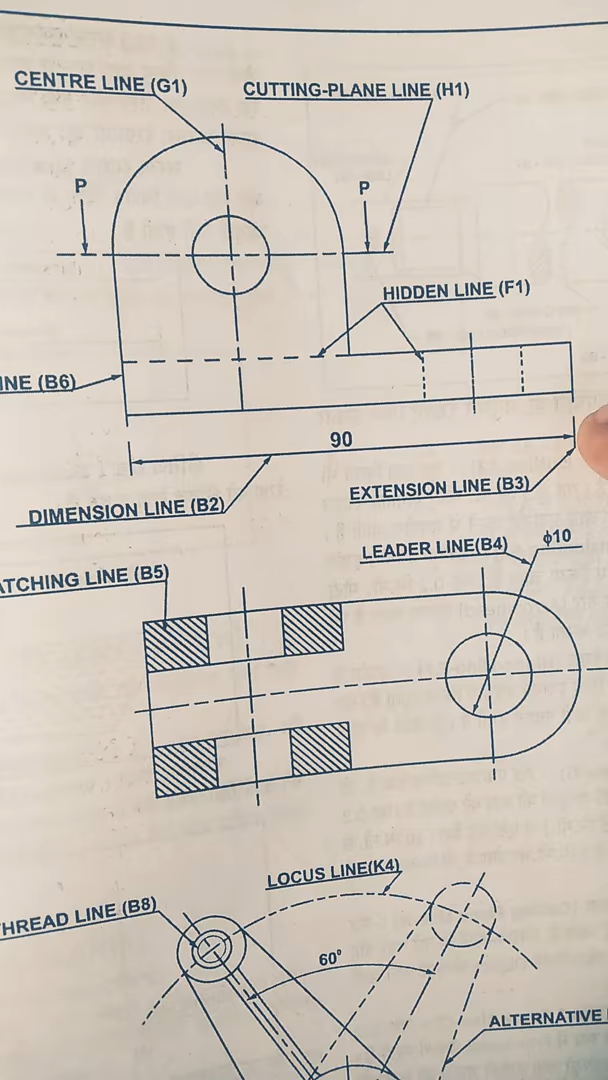 CENTRE LINE (G1)
CUTTING-PLANE LINE (H1)
P
P
HIDDEN LINE (F1)
INE (B6)
90
EXTENSION LINE (B3)
DIMENSION LINE (B2)
ϕ10
LEADER LINE(B4)
ATCHING LINE (B5)
LOCUS LINE(K4)
THREAD LINE (B8)
60°
ALTERNATIVE